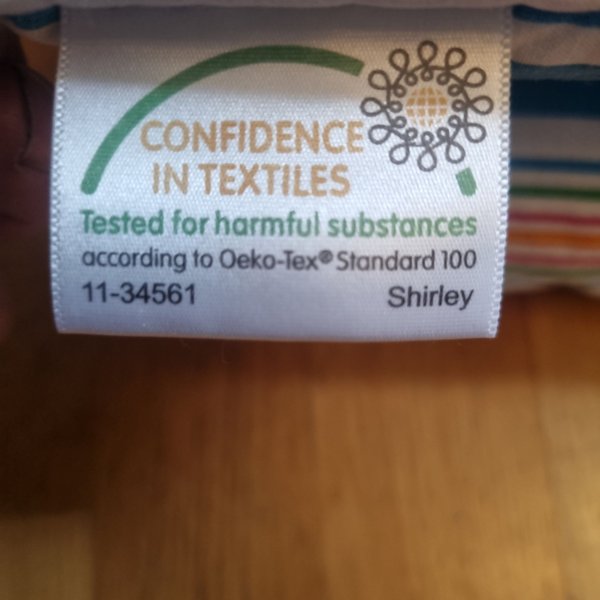 CONFIDENCE
IN TEXTILES
Tested for harmful substances
according to Oeko-Tex® Standard 100
11-34561 Shirley